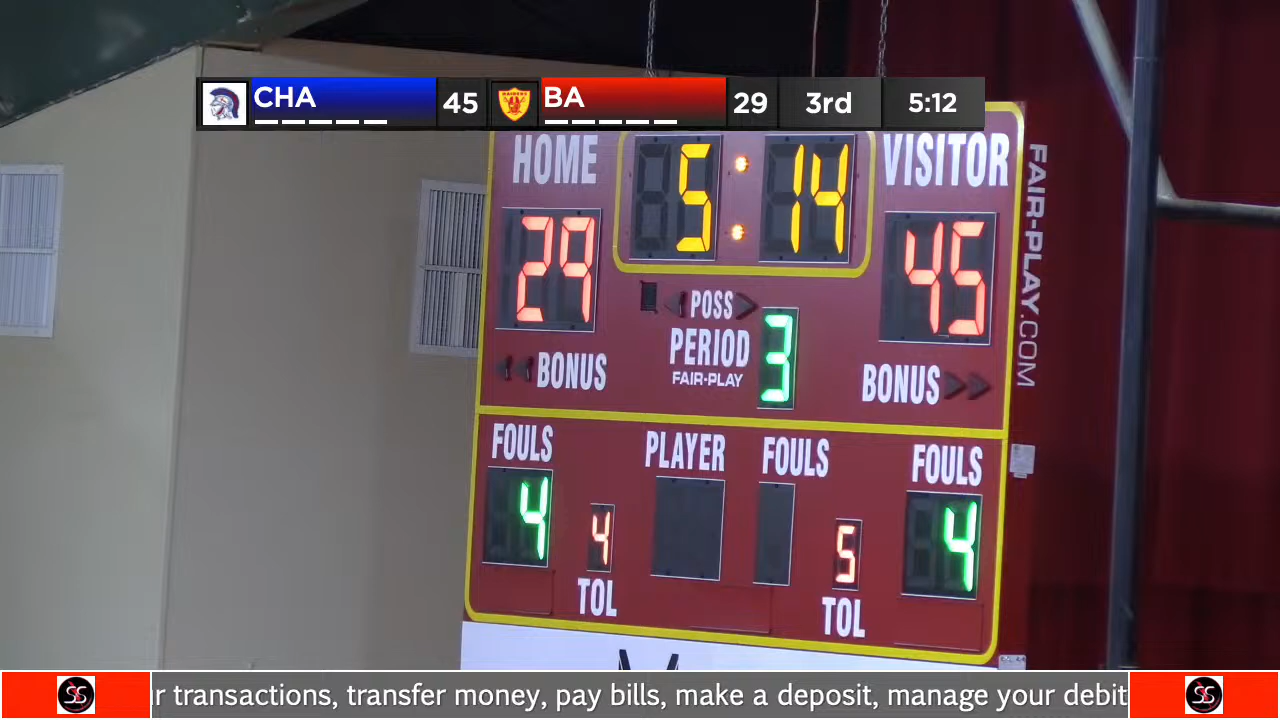 CHA 45 RAIDERS BA 29 3rd 5:12
HOME 5:14 VISITOR
29 45
FAIR-PLAY.COM
POSS
PERIOD 3
FAIR-PLAY
BONUS BONUS
FOULS PLAYER FOULS FOULS
4 4 5 4
TOL TOL
r transactions, transfer money, pay bills, make a deposit, manage your debit